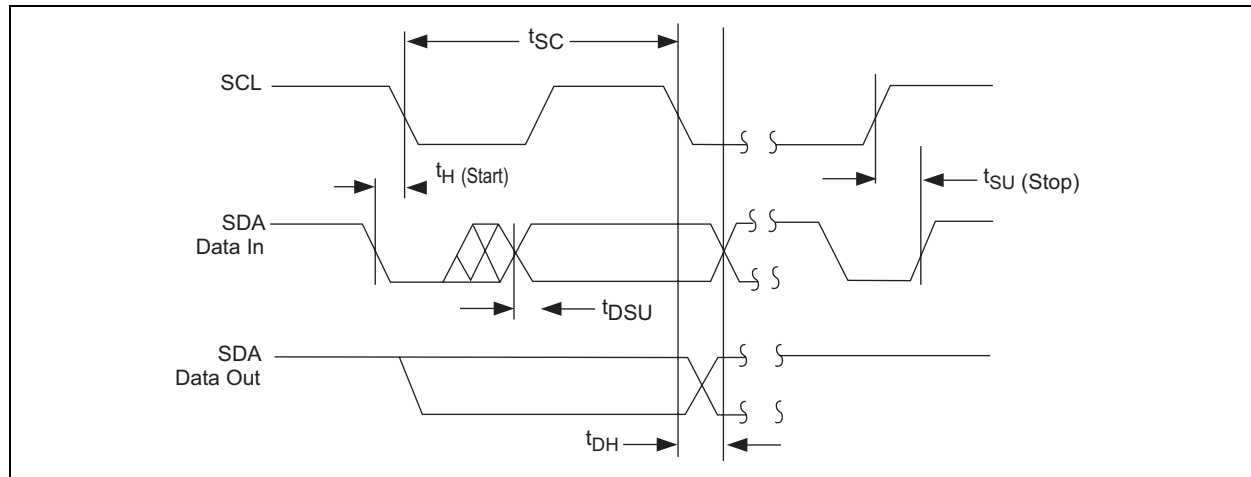 tSC
SCL
tH (Start)
tSU (Stop)
SDA
Data In
tDSU
SDA
Data Out
tDH